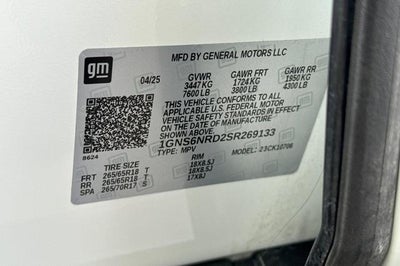 MFD BY GENERAL MOTORS LLC
gm
04/25
GVWR GAWR FRT GAWR RR
3447 KG 1724 KG 1950 KG
7600 LB 3800 LB 4300 LB
THIS VEHICLE CONFORMS TO ALL
APPLICABLE U.S. FEDERAL MOTOR
VEHICLE SAFETY STANDARDS IN
EFFECT ON THE DATE OF MANUFACTURE
SHOWN ABOVE.
1GNS6NRD2SR269133
8624
TYPE: MPV MODEL: 23CK10706
TIRE SIZE RIM
FRT 265/65R18 T 18X8.5J
RR 265/65R18 T 18X8.5J
SPA 265/70R17 S 17X8J